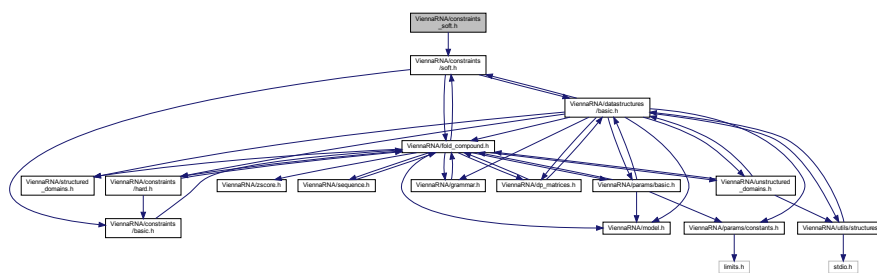 ViennaRNA/constraints
_soft.h
ViennaRNA/constraints
/soft.h
ViennaRNA/datastructures
/basic.h
ViennaRNA/fold_compound.h
ViennaRNA/structured
_domains.h
ViennaRNA/constraints
/hard.h
ViennaRNA/zscore.h
ViennaRNA/sequence.h
ViennaRNA/grammar.h
ViennaRNA/dp_matrices.h
ViennaRNA/params/basic.h
ViennaRNA/unstructured
_domains.h
ViennaRNA/constraints
/basic.h
ViennaRNA/model.h
ViennaRNA/params/constants.h
ViennaRNA/utils/structures
limits.h
stdio.h